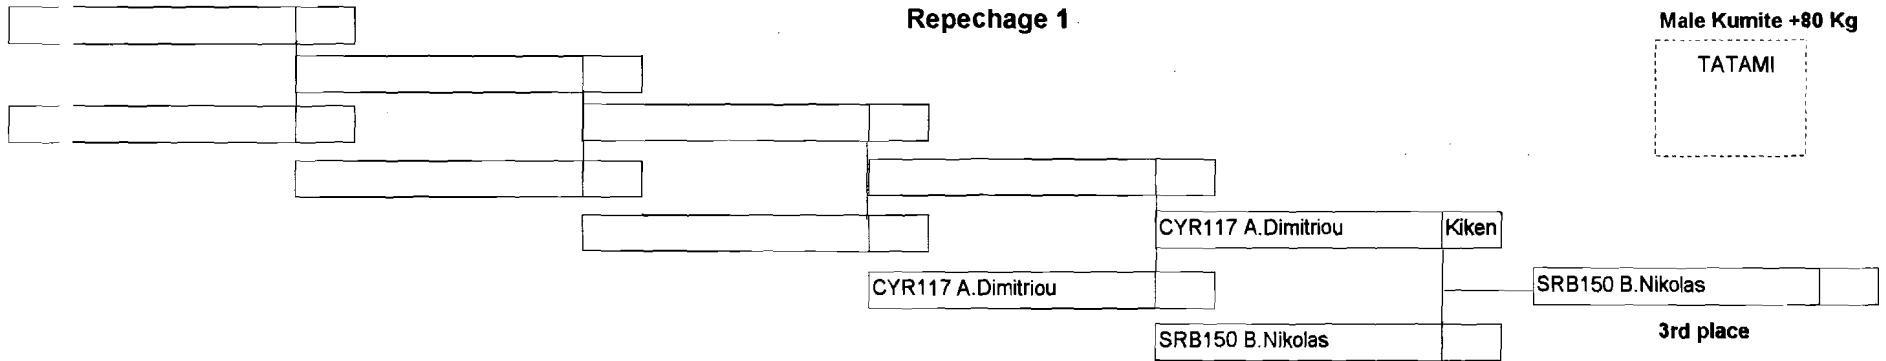 Repechage 1
Male Kumite +80 Kg
TATAMI
CYR117 A.Dimitriou
Kiken
CYR117 A.Dimitriou
SRB150 B.Nikolas
SRB150 B.Nikolas
3rd place